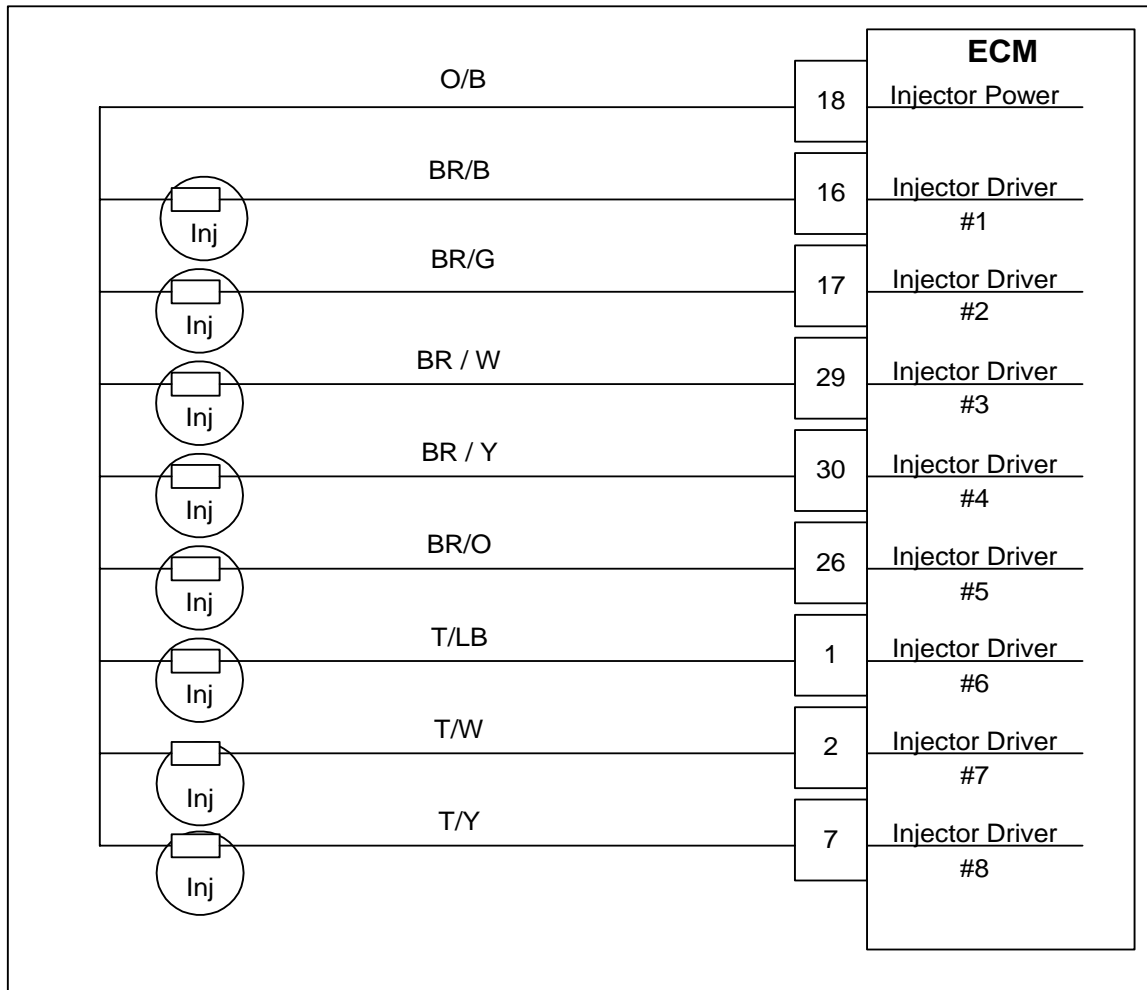 ECM
O/B
18
Injector Power
BR/B
16
Injector Driver
#1
Inj
BR/G
17
Injector Driver
#2
Inj
BR / W
29
Injector Driver
#3
Inj
BR / Y
30
Injector Driver
#4
Inj
BR/O
26
Injector Driver
#5
Inj
T/LB
1
Injector Driver
#6
Inj
T/W
2
Injector Driver
#7
Inj
T/Y
7
Injector Driver
#8
Inj